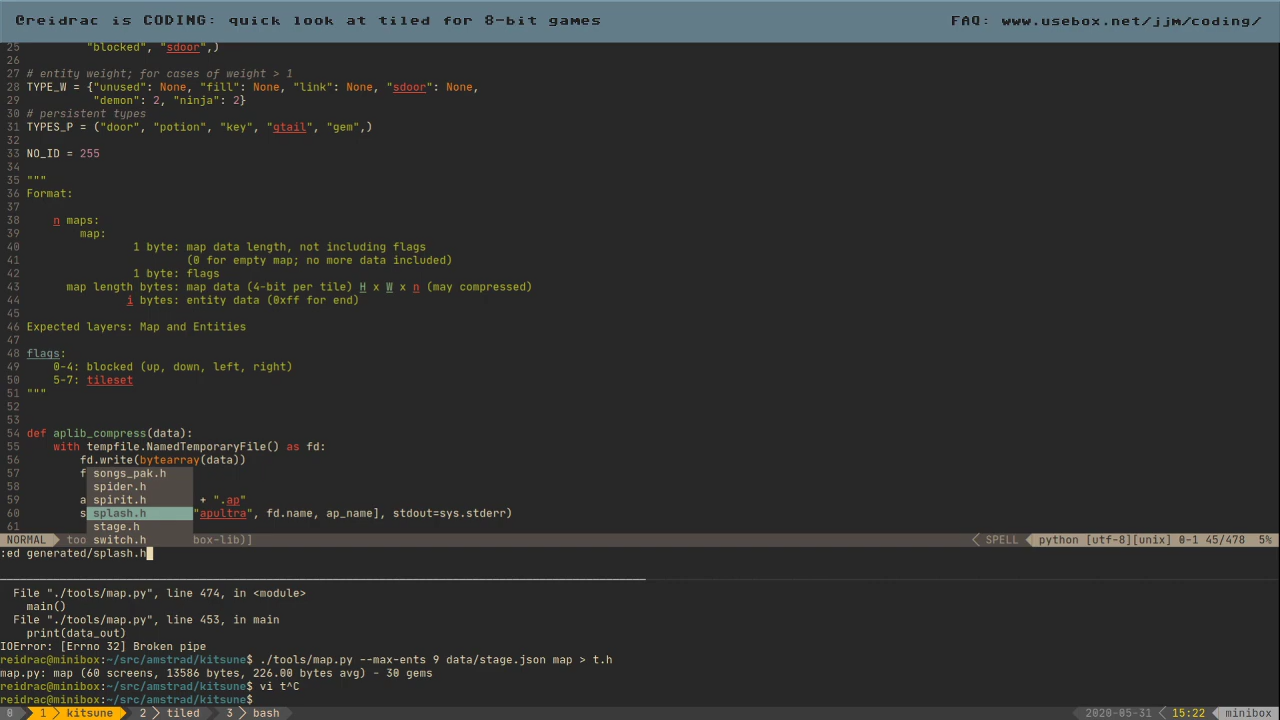 @reidrac is CODING: quick look at tiled for 8-bit games
FAQ: www.usebox.net/jjm/coding/
25 "blocked", "sdoor",)
26
27 # entity weight; for cases of weight > 1
28 TYPE_W = {"unused": None, "fill": None, "link": None, "sdoor": None,
29 "demon": 2, "ninja": 2}
30 # persistent types
31 TYPES_P = ("door", "potion", "key", "gtail", "gem",)
32
33 NO_ID = 255
34
35 """
36 Format:
37
38 n maps:
39 map:
40 1 byte: map data length, not including flags
41 (0 for empty map; no more data included)
42 1 byte: flags
43 map length bytes: map data (4-bit per tile) H x W x n (may compressed)
44 i bytes: entity data (0xff for end)
45
46 Expected layers: Map and Entities
47
48 flags:
49 0-4: blocked (up, down, left, right)
50 5-7: tileset
51 """
52
53
54 def aplib_compress(data):
55 with tempfile.NamedTemporaryFile() as fd:
56 fd.write(bytearray(data))
57 f songs_pak.h
58 spider.h
59 a spirit.h + ".ap"
60 s splash.h "apultra", fd.name, ap_name], stdout=sys.stderr)
61 stage.h
NORMAL too switch.h box-lib)] SPELL python [utf-8][unix] 0-1 45/478 5%
:ed generated/splash.h
File "./tools/map.py", line 474, in <module>
main()
File "./tools/map.py", line 453, in main
print(data_out)
IOError: [Errno 32] Broken pipe
reidrac@minibox:~/src/amstrad/kitsune$ ./tools/map.py --max-ents 9 data/stage.json map > t.h
map.py: map (60 screens, 13586 bytes, 226.00 bytes avg) - 30 gems
reidrac@minibox:~/src/amstrad/kitsune$ vi t^C
reidrac@minibox:~/src/amstrad/kitsune$
0 1 kitsune 2 tiled 3 bash 2020-05-31 15:22 minibox